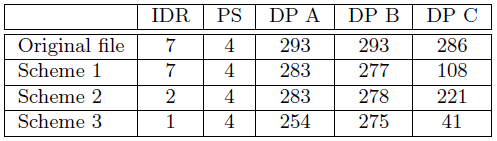 IDR PS DP A DP B DP C
Original file 7 4 293 293 286
Scheme 1 7 4 283 277 108
Scheme 2 2 4 283 278 221
Scheme 3 1 4 254 275 41